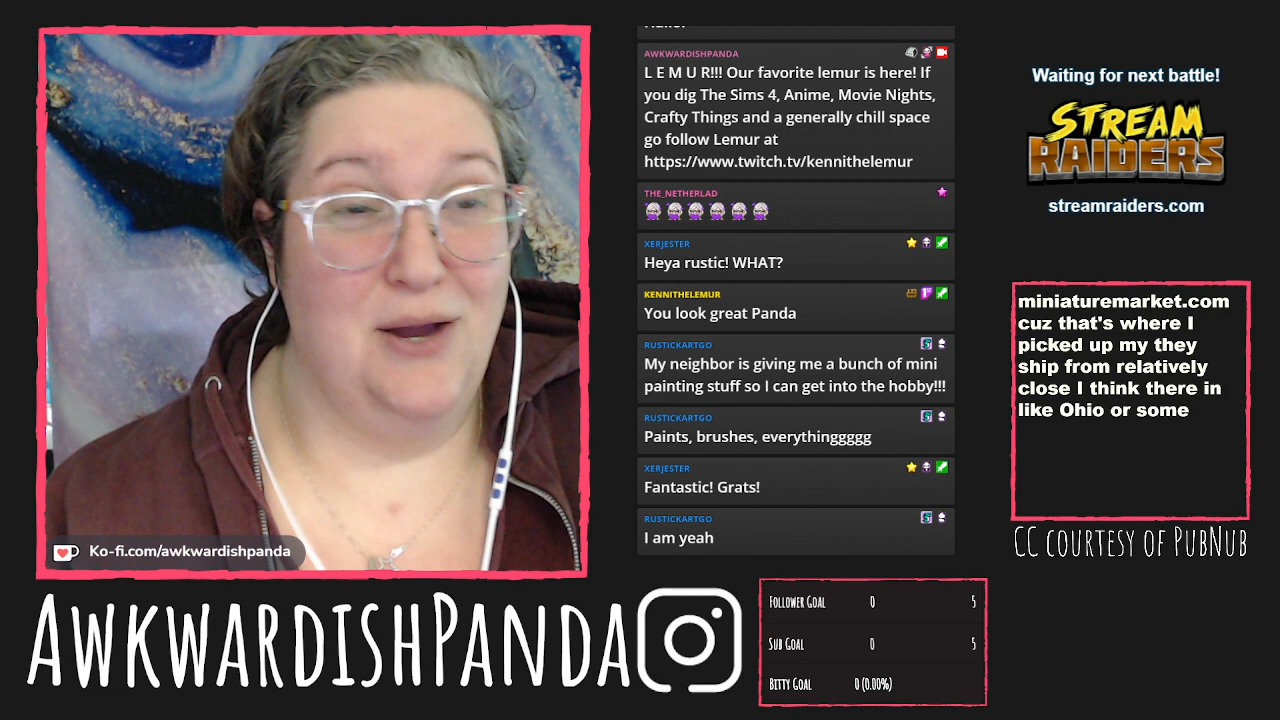 AWKWARDISHPANDA
L E M U R!!! Our favorite lemur is here! If
you dig The Sims 4, Anime, Movie Nights,
Crafty Things and a generally chill space
go follow Lemur at
https://www.twitch.tv/kennithelemur
THE_NETHERLAD
XERJESTER
Heya rustic! WHAT?
KENNITHELEMUR
You look great Panda
RUSTICKARTGO
My neighbor is giving me a bunch of mini
painting stuff so I can get into the hobby!!!
RUSTICKARTGO
Paints, brushes, everythinggggg
XERJESTER
Fantastic! Grats!
RUSTICKARTGO
I am yeah
Waiting for next battle!
STREAM
RAIDERS
streamraiders.com
miniaturemarket.com
cuz that's where I
picked up my they
ship from relatively
close I think there in
like Ohio or some
CC courtesy of PubNub
Ko-fi.com/awkwardishpanda
AwkwardishPanda
Follower Goal 0 5
Sub Goal 0 5
Bitty Goal 0 (0.00%)